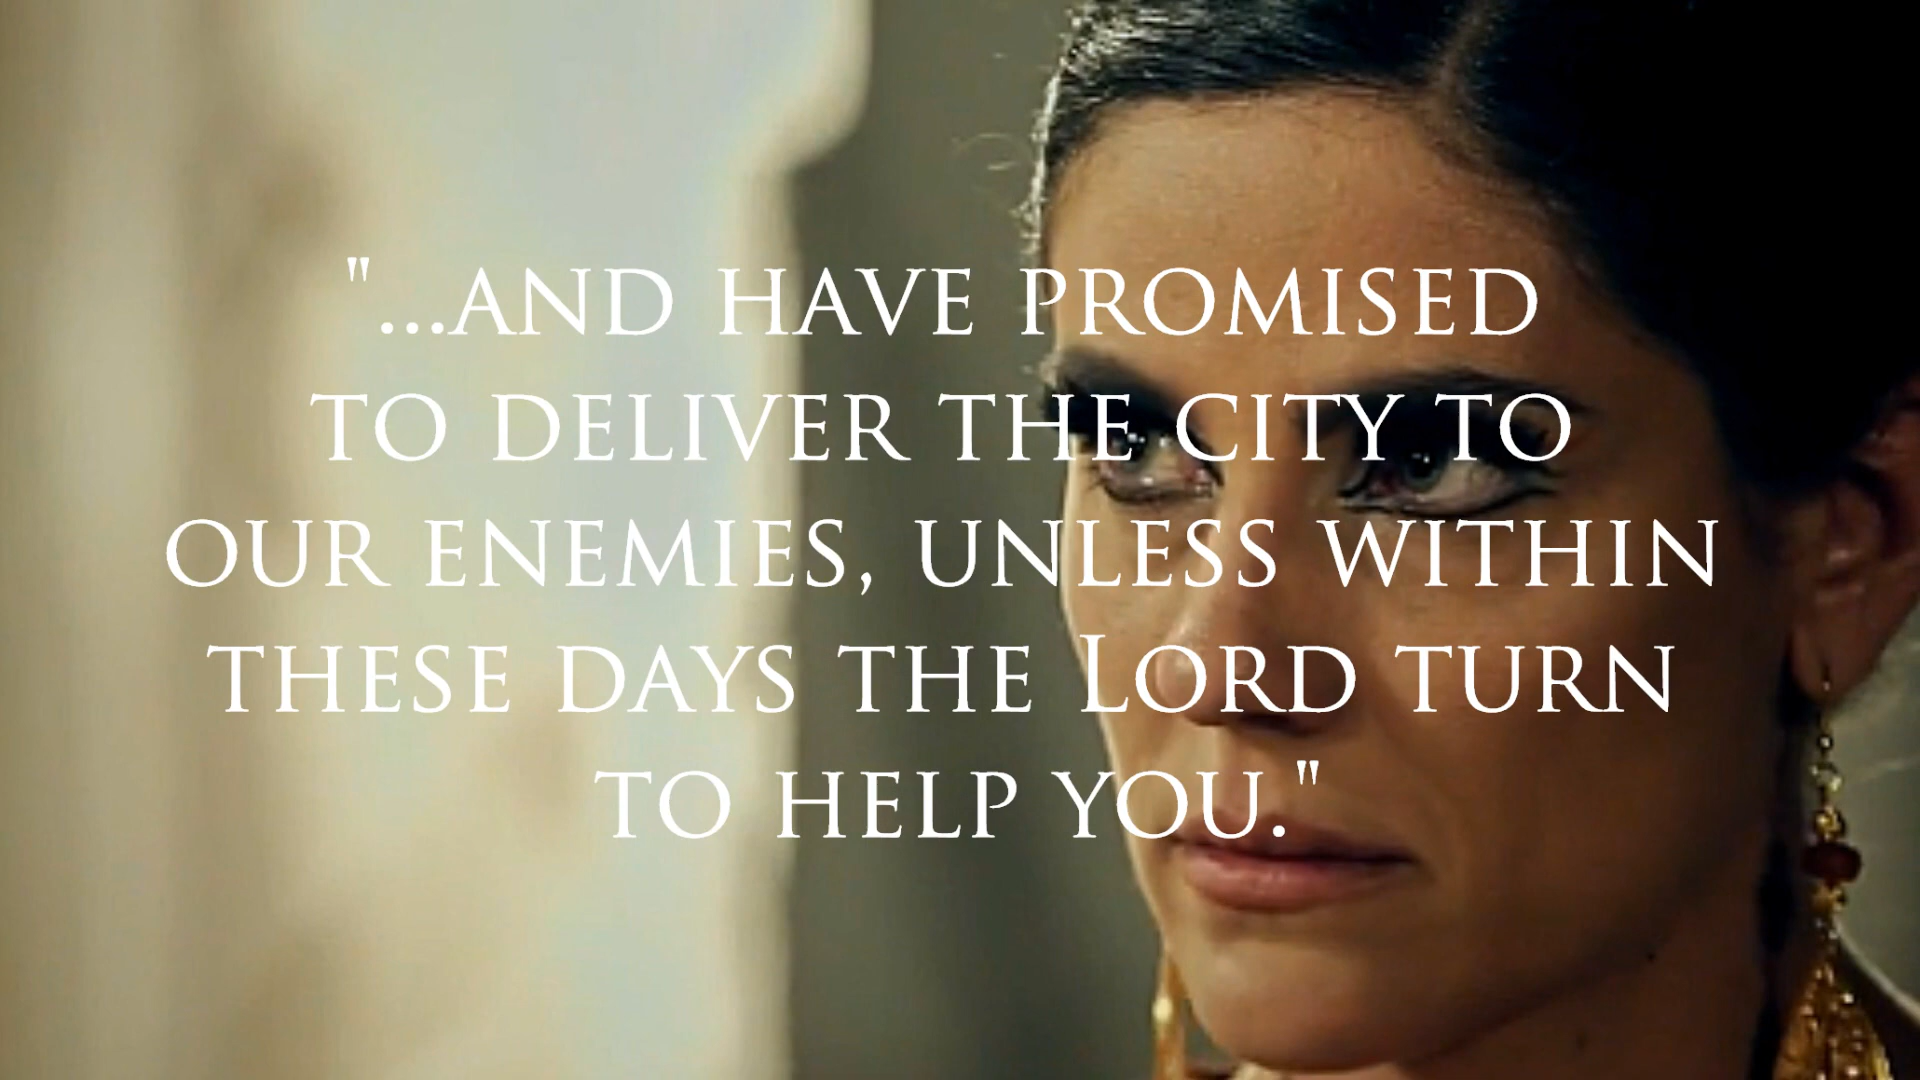 "...AND HAVE PROMISED
TO DELIVER THE CITY TO
OUR ENEMIES, UNLESS WITHIN
THESE DAYS THE LORD TURN
TO HELP YOU."